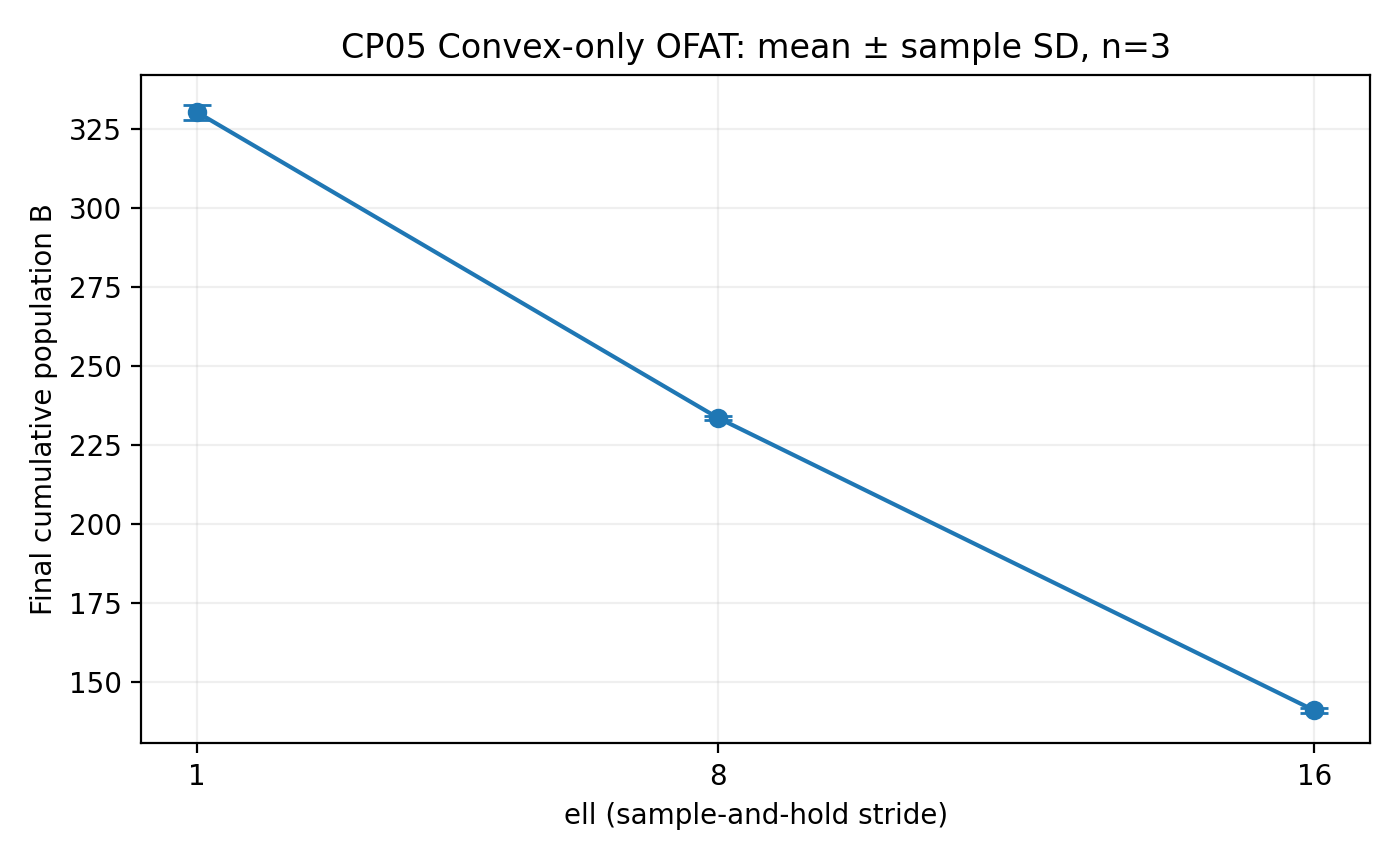 CP05 Convex-only OFAT: mean ± sample SD, n=3
Final cumulative population B
325
300
275
250
225
200
175
150
1 8 16
ell (sample-and-hold stride)